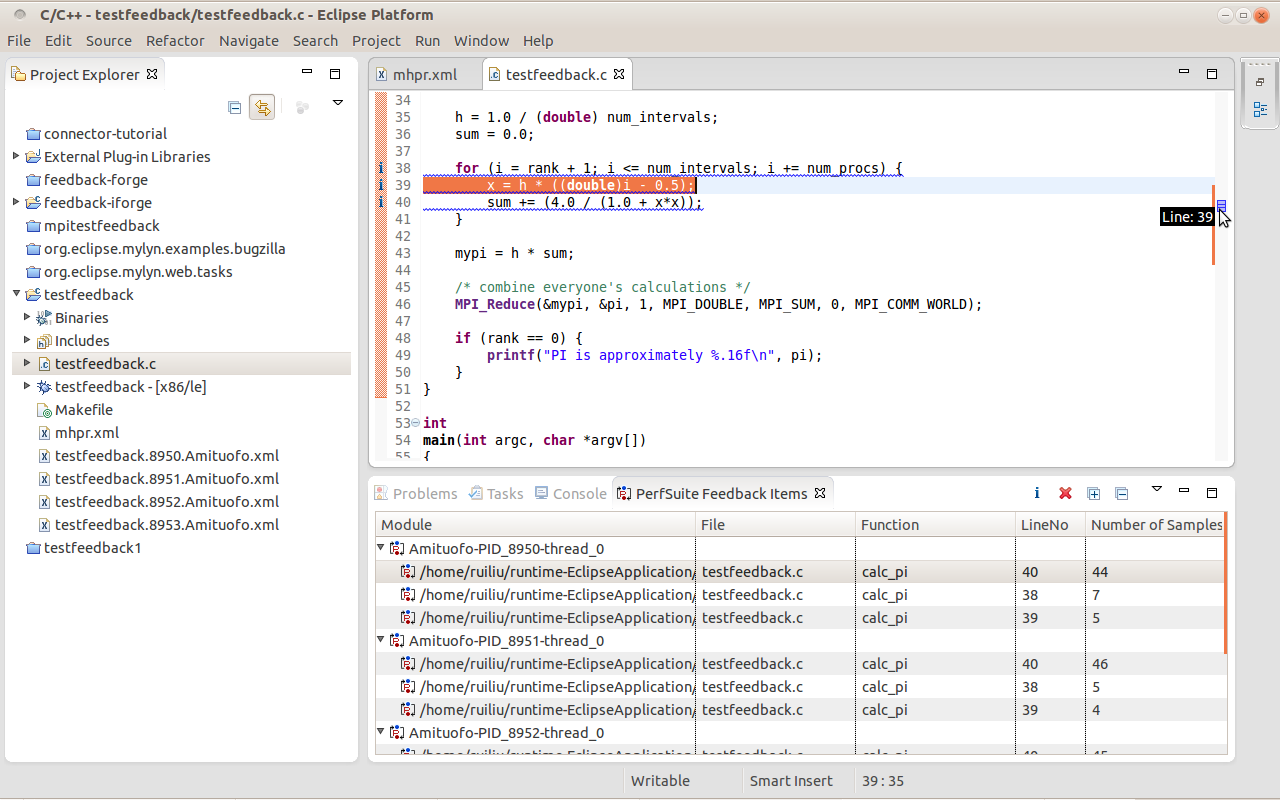 C/C++ - testfeedback/testfeedback.c - Eclipse Platform
File Edit Source Refactor Navigate Search Project Run Window Help
Project Explorer
connector-tutorial
External Plug-in Libraries
feedback-forge
feedback-iforge
mpitestfeedback
org.eclipse.mylyn.examples.bugzilla
org.eclipse.mylyn.web.tasks
testfeedback
Binaries
Includes
testfeedback.c
testfeedback - [x86/le]
Makefile
mhpr.xml
testfeedback.8950.Amituofo.xml
testfeedback.8951.Amituofo.xml
testfeedback.8952.Amituofo.xml
testfeedback.8953.Amituofo.xml
testfeedback1
mhpr.xml testfeedback.c
34
35 h = 1.0 / (double) num_intervals;
36 sum = 0.0;
37
38 for (i = rank + 1; i <= num_intervals; i += num_procs) {
39 x = h * ((double)i - 0.5);
40 sum += (4.0 / (1.0 + x*x));
41 }
42
43 mypi = h * sum;
44
45 /* combine everyone's calculations */
46 MPI_Reduce(&mypi, &pi, 1, MPI_DOUBLE, MPI_SUM, 0, MPI_COMM_WORLD);
47
48 if (rank == 0) {
49 printf("PI is approximately %.16f\n", pi);
50 }
51 }
52
53 int
54 main(int argc, char *argv[])
55 {
Line: 39
Problems Tasks Console PerfSuite Feedback Items
Module File Function LineNo Number of Samples
Amituofo-PID_8950-thread_0
/home/ruiliu/runtime-EclipseApplication/ testfeedback.c calc_pi 40 44
/home/ruiliu/runtime-EclipseApplication/ testfeedback.c calc_pi 38 7
/home/ruiliu/runtime-EclipseApplication/ testfeedback.c calc_pi 39 5
Amituofo-PID_8951-thread_0
/home/ruiliu/runtime-EclipseApplication/ testfeedback.c calc_pi 40 46
/home/ruiliu/runtime-EclipseApplication/ testfeedback.c calc_pi 38 5
/home/ruiliu/runtime-EclipseApplication/ testfeedback.c calc_pi 39 4
Amituofo-PID_8952-thread_0
Writable Smart Insert 39 : 35